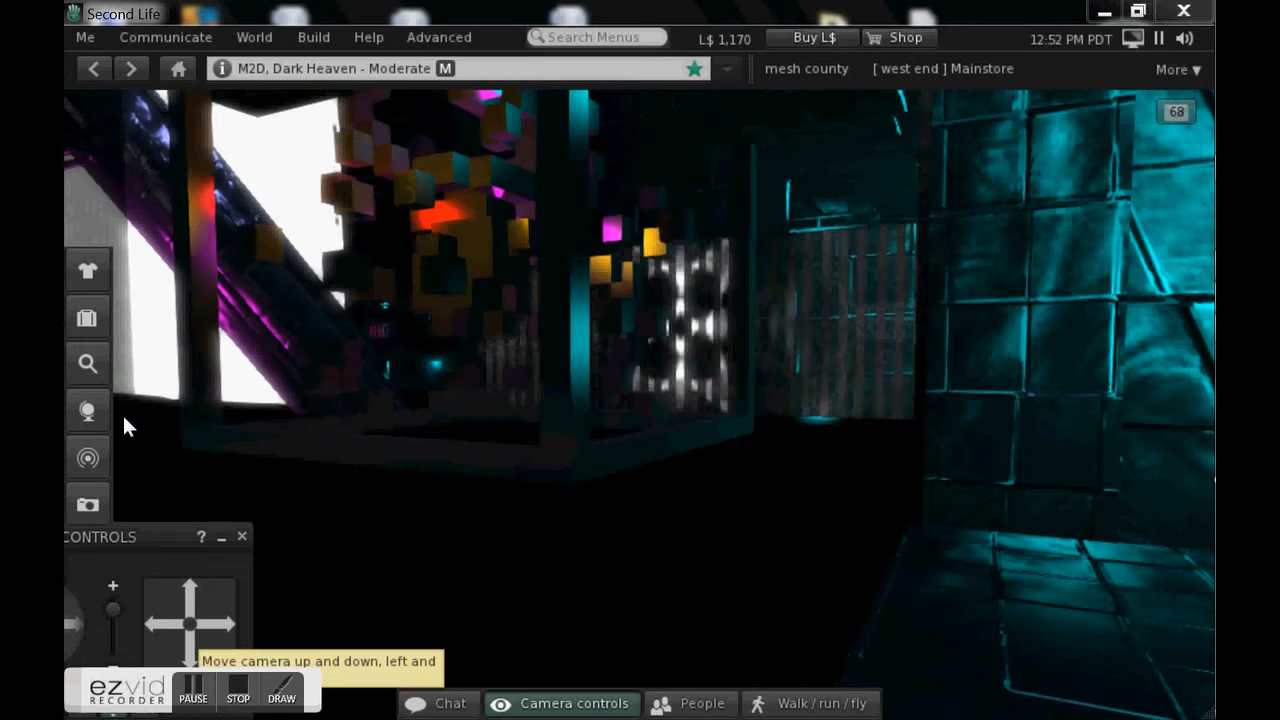 Second Life
Me Communicate World Build Help Advanced Search Menus L$ 1,170 Buy L$ Shop 12:52 PM PDT
M2D, Dark Heaven - Moderate M mesh county [ west end ] Mainstore More
68
CONTROLS ? _ ×
+
Move camera up and down, left and
ezvid
RECORDER
PAUSE STOP DRAW
Chat Camera controls People Walk / run / fly